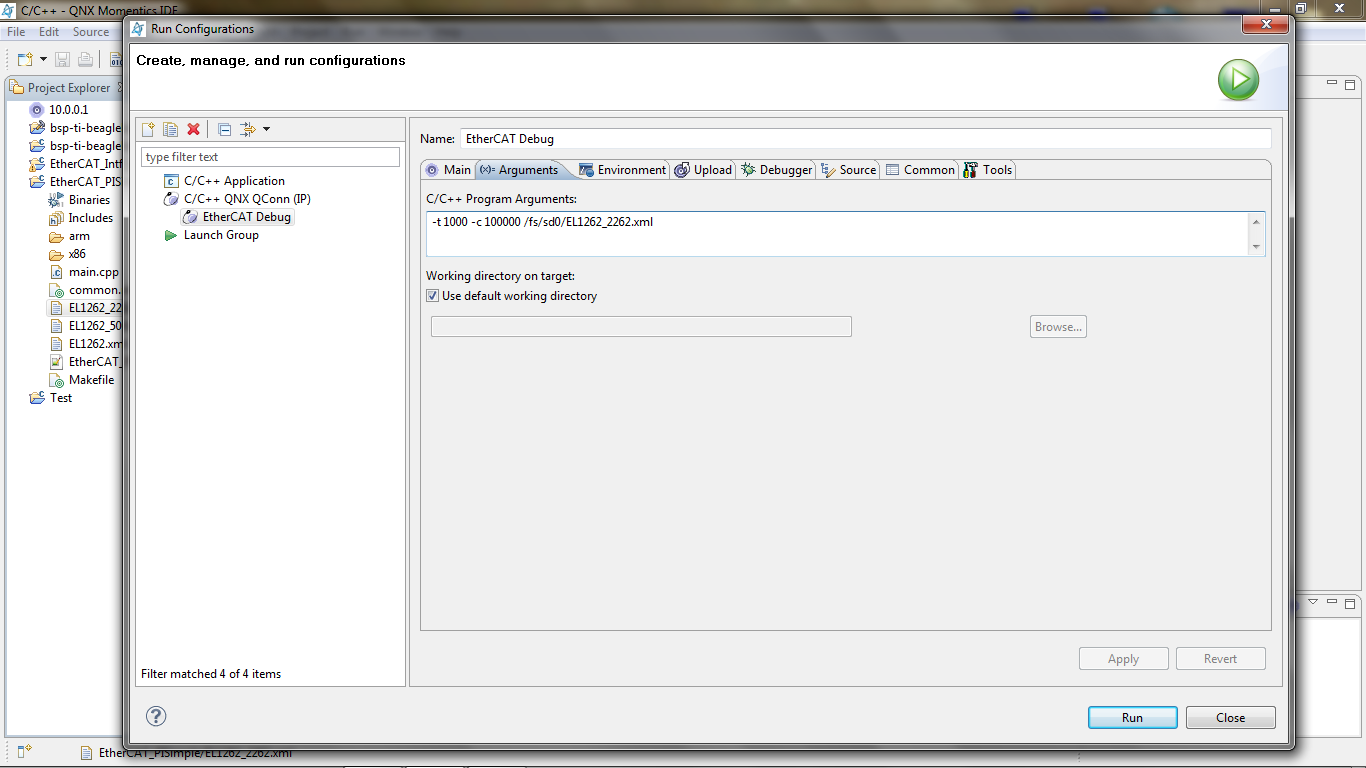 C/C++ - QNX Momentics IDE
File Edit Source
Run Configurations
Create, manage, and run configurations
Project Explorer
10.0.0.1
bsp-ti-beagle
bsp-ti-beagle
EtherCAT_Intf
EtherCAT_PISi
Binaries
Includes
arm
x86
main.cpp
common.
EL1262_22
EL1262_50
EL1262.xm
EtherCAT_
Makefile
Test
type filter text
C/C++ Application
C/C++ QNX QConn (IP)
EtherCAT Debug
Launch Group
Filter matched 4 of 4 items
Name: EtherCAT Debug
Main (x)= Arguments Environment Upload Debugger Source Common Tools
C/C++ Program Arguments:
-t 1000 -c 100000 /fs/sd0/EL1262_2262.xml
Working directory on target:
Use default working directory
Browse...
Apply Revert
Run Close
EtherCAT_PISimple/EL1262_2262.xml